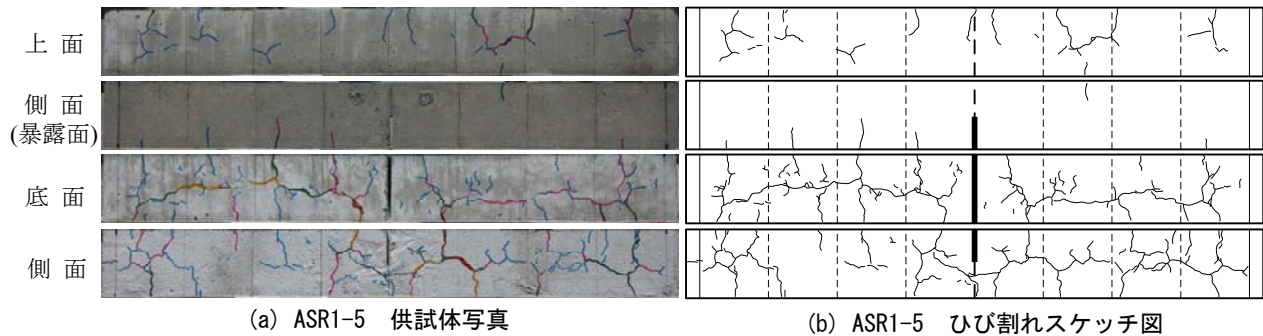 上 面
側 面
(暴露面)
底 面
側 面
(a) ASR1-5 供試体写真
(b) ASR1-5 ひび割れスケッチ図